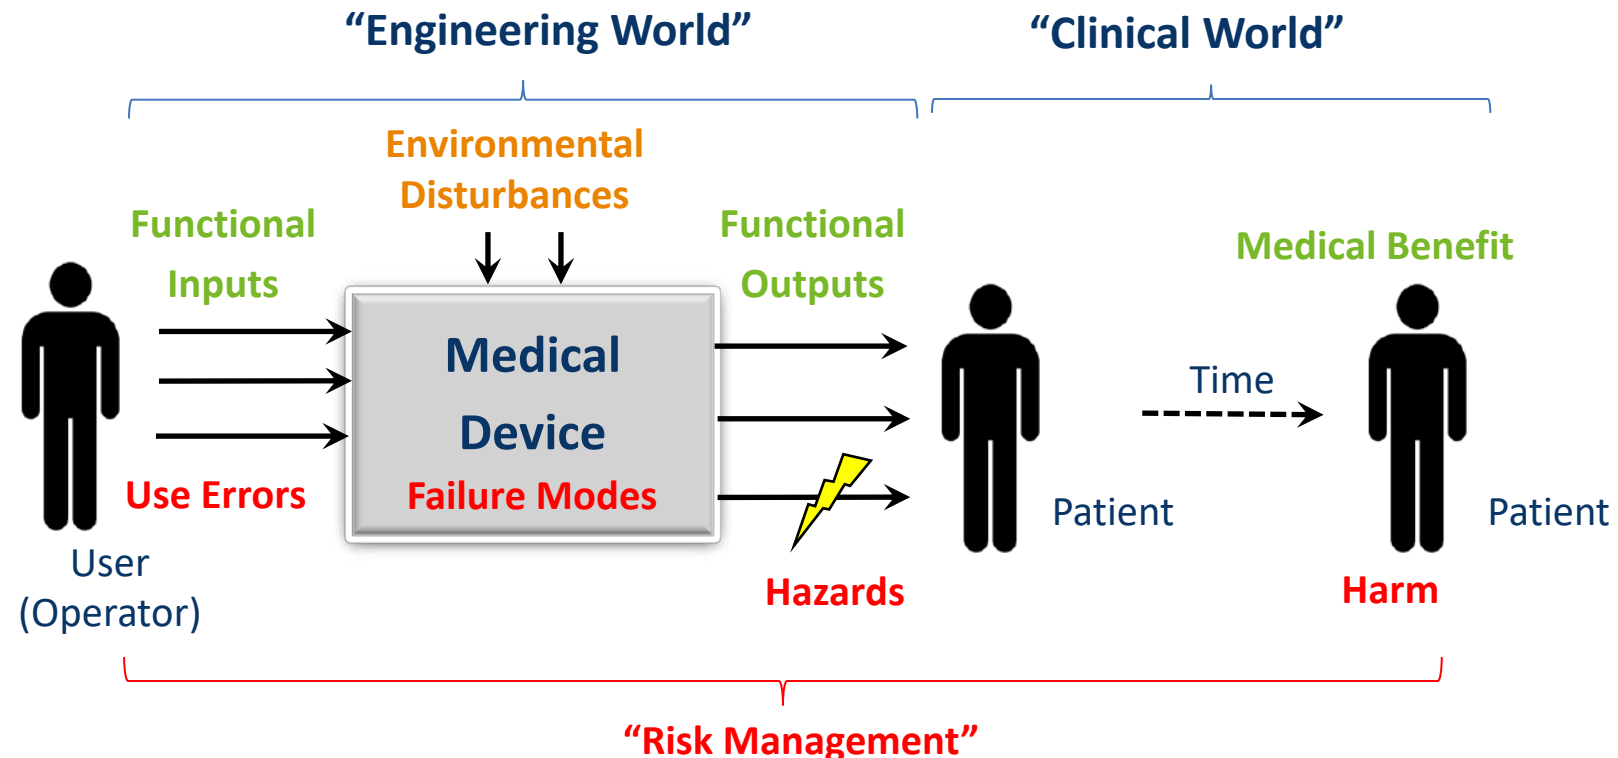 “Engineering World”
“Clinical World”
Environmental
Disturbances
Functional
Inputs
Functional
Outputs
Medical Benefit
Medical
Device
Failure Modes
Time
Use Errors
Patient
Patient
User
(Operator)
Hazards
Harm
“Risk Management”